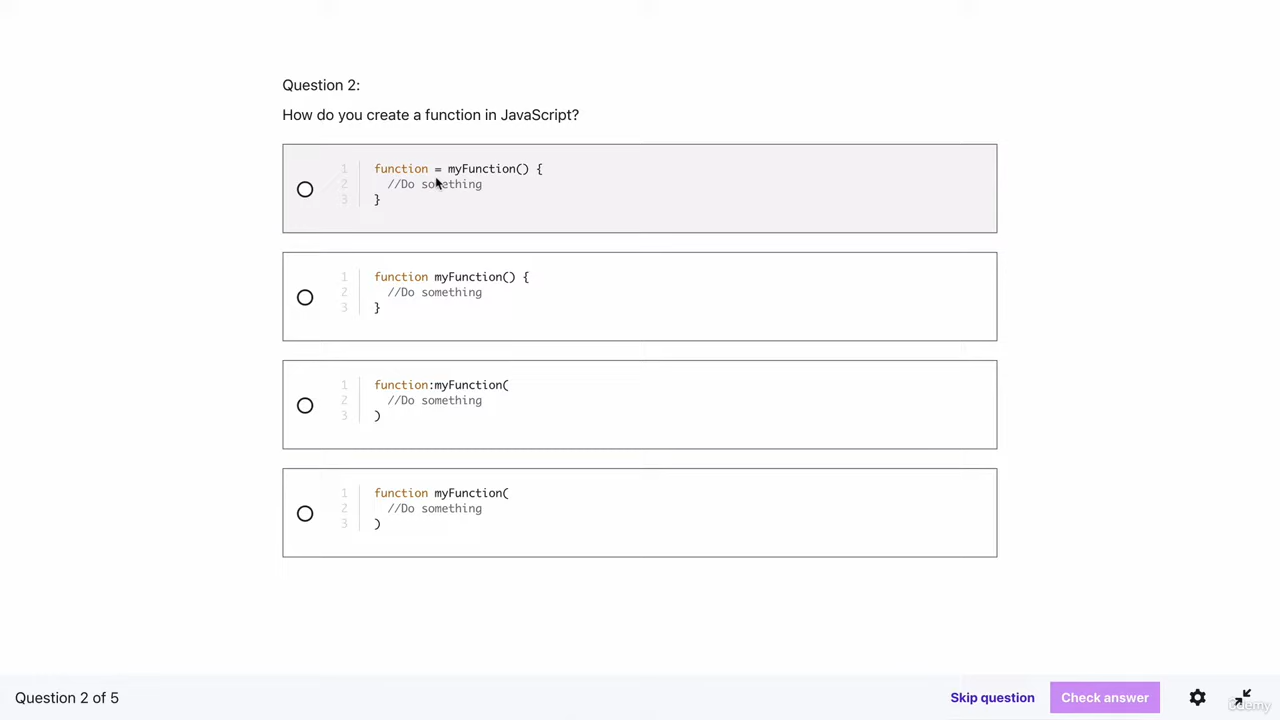 Question 2:
How do you create a function in JavaScript?
1 function = myFunction() {
2 //Do something
3 }
1 function myFunction() {
2 //Do something
3 }
1 function:myFunction(
2 //Do something
3 )
1 function myFunction(
2 //Do something
3 )
Question 2 of 5
Skip question
Check answer
ûdemy